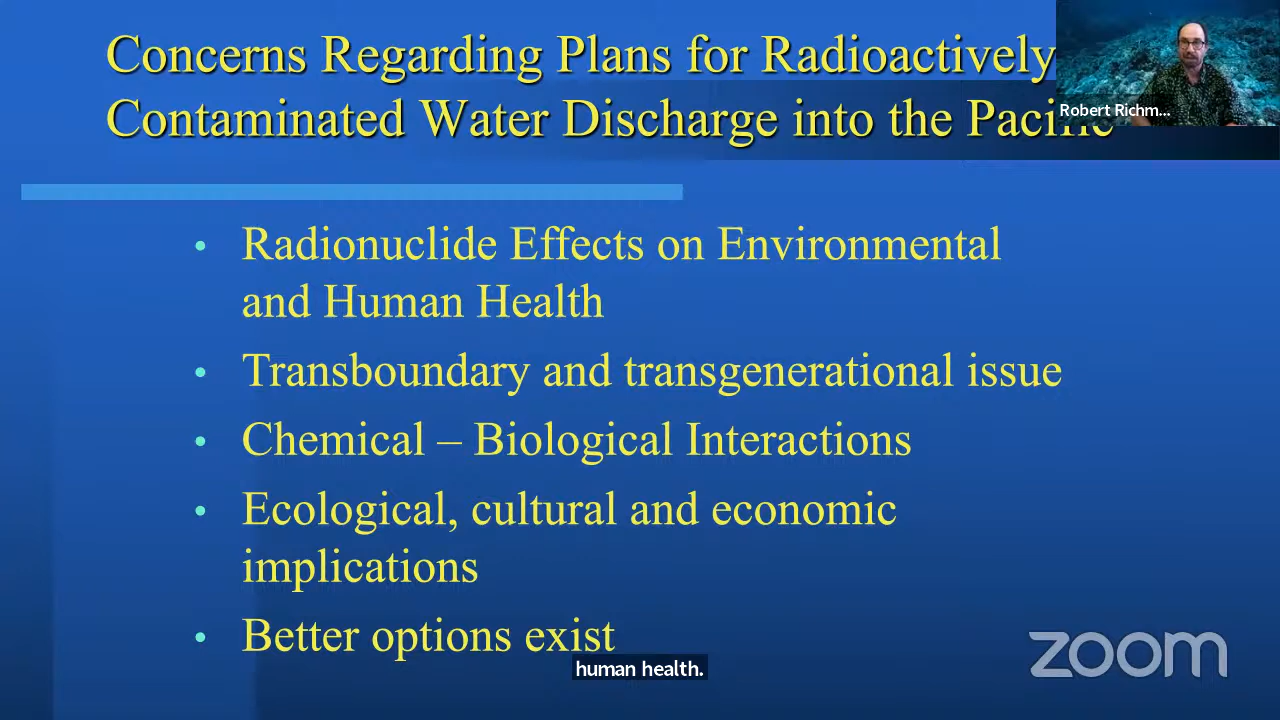 Concerns Regarding Plans for Radioactively
Contaminated Water Discharge into the Pacific
Robert Richm...
• Radionuclide Effects on Environmental
and Human Health
• Transboundary and transgenerational issue
• Chemical – Biological Interactions
• Ecological, cultural and economic
implications
• Better options exist
human health.
zoom